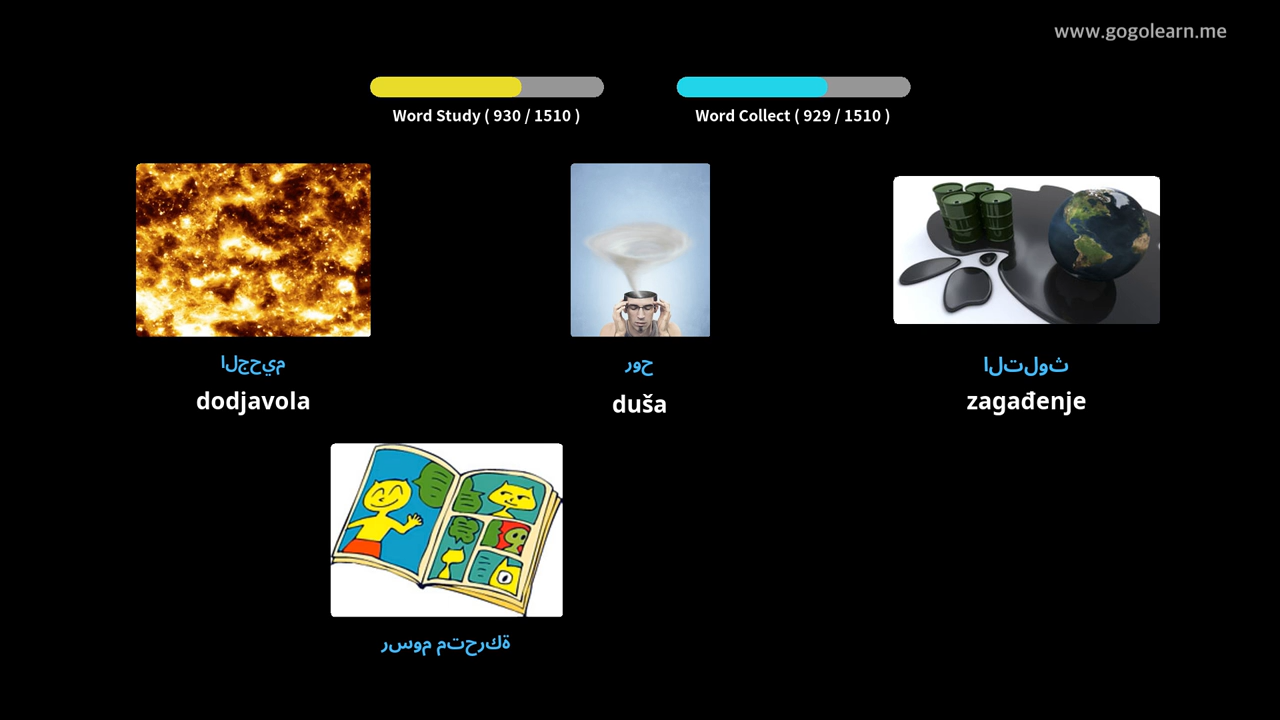 www.gogolearn.me
Word Study ( 930 / 1510 )
Word Collect ( 929 / 1510 )
الجحيم
dodjavola
روح
duša
التلوث
zagađenje
رسوم متحركة